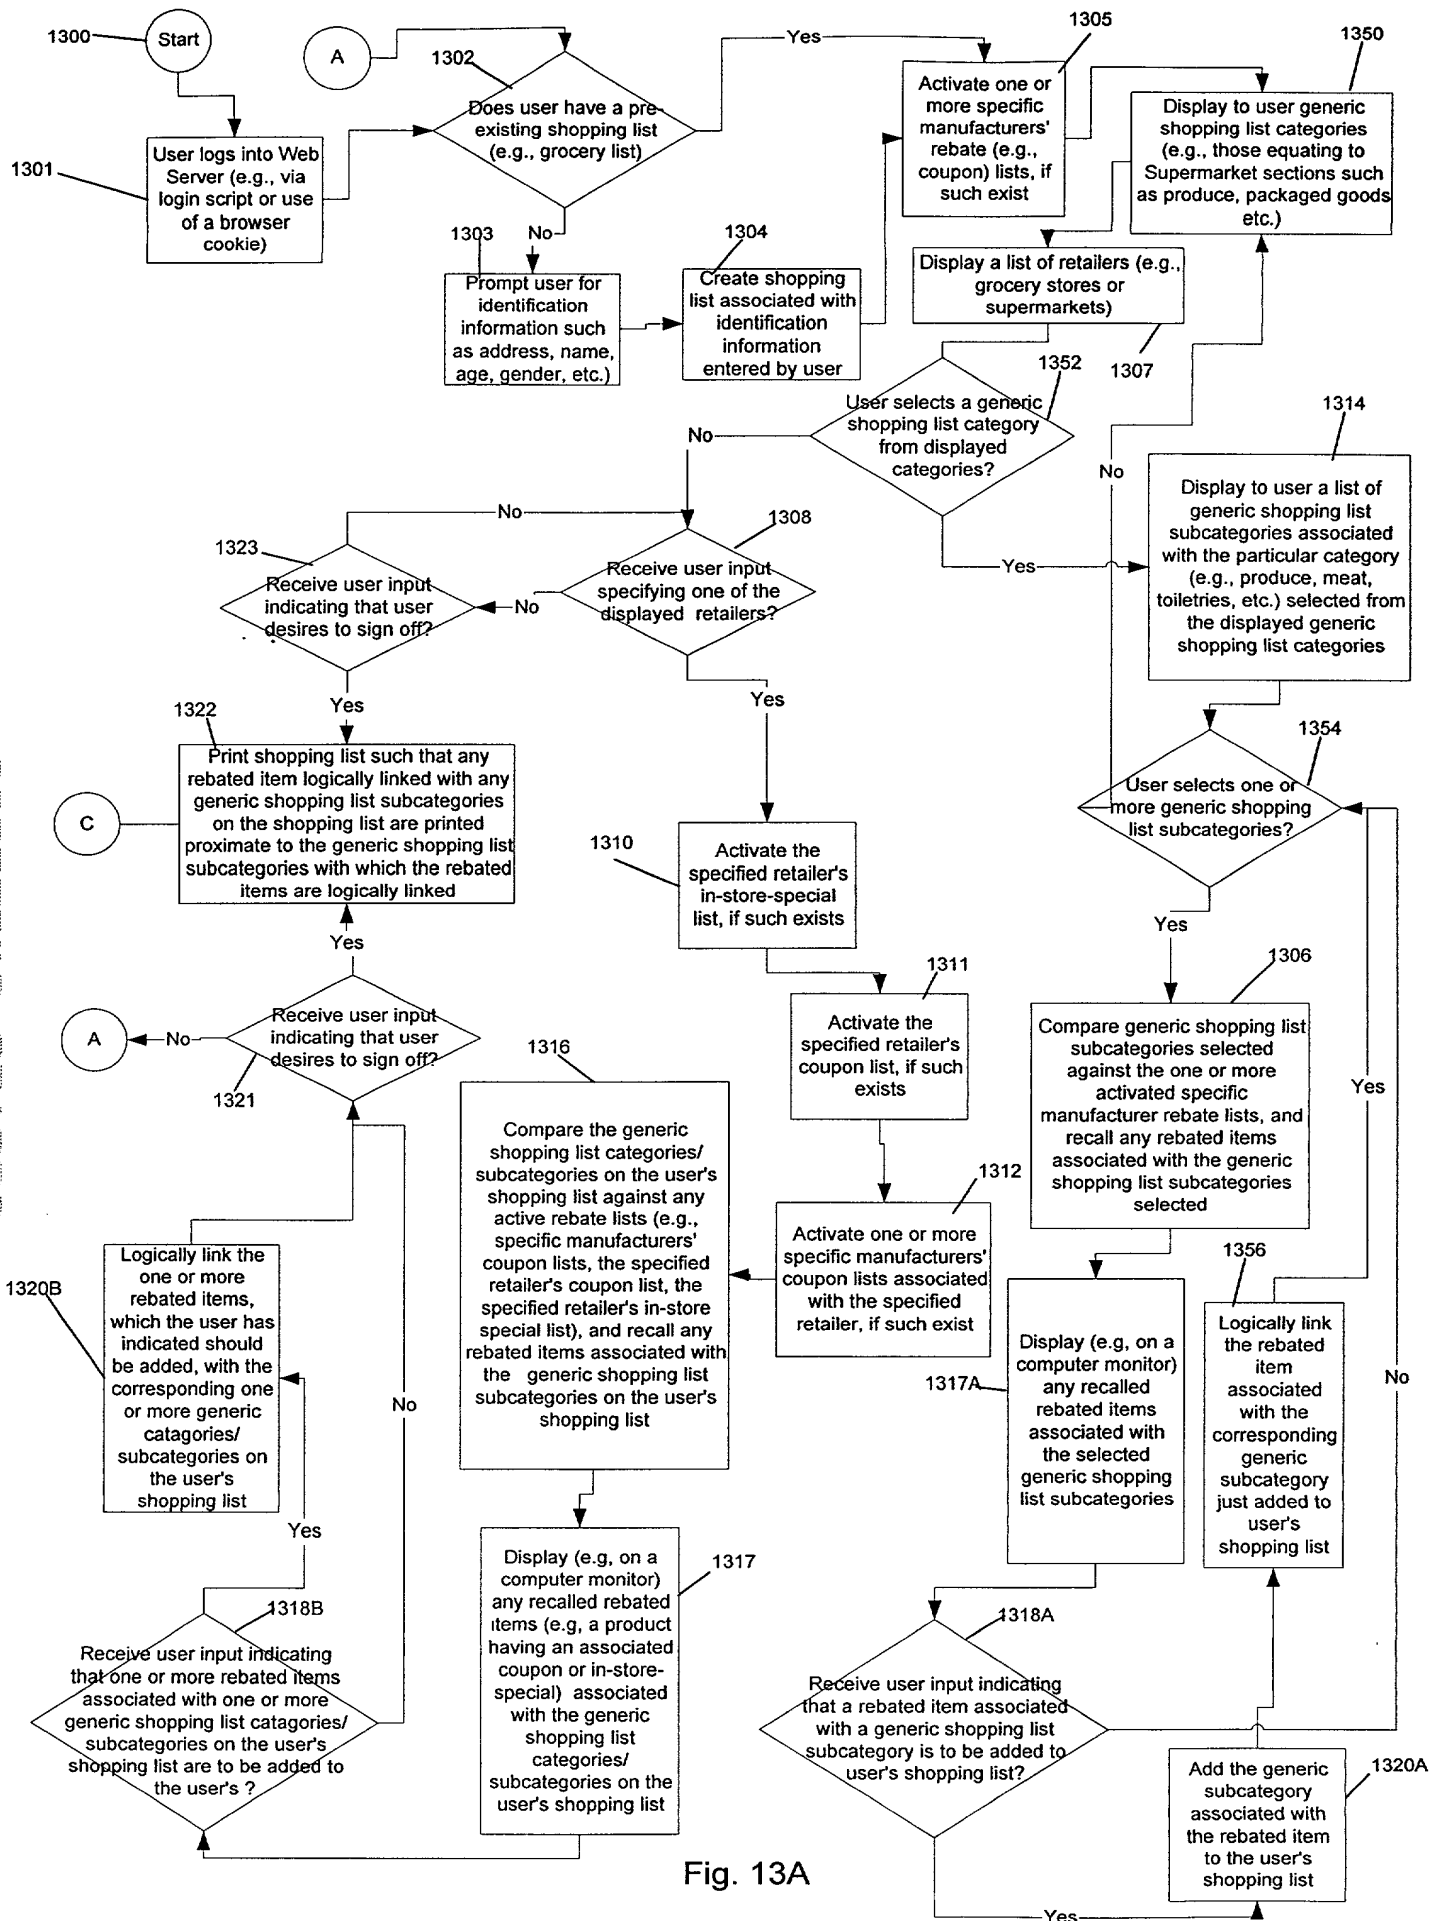 1300
Start
A
1302
Does user have a pre-
existing shopping list
(e.g., grocery list)
Yes
1305
Activate one or
more specific
manufacturers'
rebate (e.g.,
coupon) lists, if
such exist
1350
Display to user generic
shopping list categories
(e.g., those equating to
Supermarket sections such
as produce, packaged goods
etc.)
1301
User logs into Web
Server (e.g., via
login script or use
of a browser
cookie)
No
1303
Prompt user for
identification
information such
as address, name,
age, gender, etc.)
1304
Create shopping
list associated with
identification
information
entered by user
Display a list of retailers (e.g.,
grocery stores or
supermarkets)
1307
1352
User selects a generic
shopping list category
from displayed
categories?
No
Yes
No
1314
Display to user a list of
generic shopping list
subcategories associated
with the particular category
(e.g., produce, meat,
toiletries, etc.) selected from
the displayed generic
shopping list categories
No
1308
Receive user input
specifying one of the
displayed retailers?
No
1323
Receive user input
indicating that user
desires to sign off?
Yes
Yes
1354
User selects one or
more generic shopping
list subcategories?
Yes
1322
Print shopping list such that any
rebated item logically linked with any
generic shopping list subcategories
on the shopping list are printed
proximate to the generic shopping list
subcategories with which the rebated
items are logically linked
C
1310
Activate the
specified retailer's
in-store-special
list, if such exists
Yes
1311
Activate the
specified retailer's
coupon list, if such
exists
1306
Compare generic shopping list
subcategories selected
against the one or more
activated specific
manufacturer rebate lists, and
recall any rebated items
associated with the generic
shopping list subcategories
selected
Yes
A
No
Receive user input
indicating that user
desires to sign off?
1321
1316
Compare the generic
shopping list categories/
subcategories on the user's
shopping list against any
active rebate lists (e.g.,
specific manufacturers'
coupon lists, the specified
retailer's coupon list, the
specified retailer's in-store
special list), and recall any
rebated items associated with
the generic shopping list
subcategories on the user's
shopping list
1312
Activate one or more
specific manufacturers'
coupon lists associated
with the specified
retailer, if such exist
1320B
Logically link the
one or more
rebated items,
which the user has
indicated should
be added, with the
corresponding one
or more generic
catagories/
subcategories on
the user's
shopping list
No
Yes
1317A
Display (e.g, on a
computer monitor)
any recalled
rebated items
associated with
the selected
generic shopping
list subcategories
1356
Logically link
the rebated
item
associated
with the
corresponding
generic
subcategory
just added to
user's
shopping list
No
1317
Display (e.g, on a
computer monitor)
any recalled rebated
items (e.g, a product
having an associated
coupon or in-store-
special) associated
with the generic
shopping list
categories/
subcategories on the
user's shopping list
1318B
Receive user input indicating
that one or more rebated items
associated with one or more
generic shopping list catagories/
subcategories on the user's
shopping list are to be added to
the user's ?
1318A
Receive user input indicating
that a rebated item associated
with a generic shopping list
subcategory is to be added to
user's shopping list?
Yes
1320A
Add the generic
subcategory
associated with
the rebated item
to the user's
shopping list
Fig. 13A